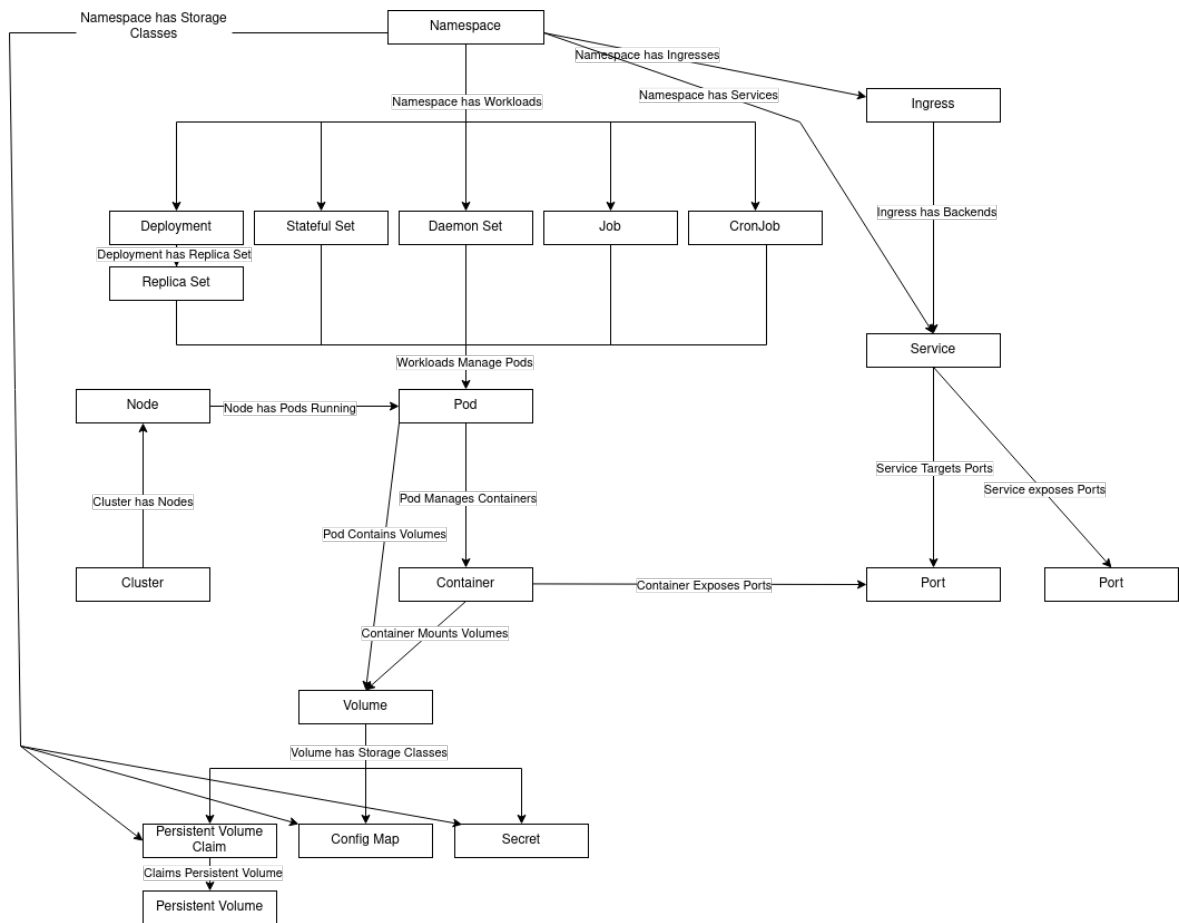 Namespace has Storage
Classes
Namespace
Namespace has Ingresses
Namespace has Services
Namespace has Workloads
Ingress
Deployment
Stateful Set
Daemon Set
Job
CronJob
Ingress has Backends
Deployment has Replica Set
Replica Set
Service
Workloads Manage Pods
Node
Node has Pods Running
Pod
Service Targets Ports
Service exposes Ports
Cluster has Nodes
Pod Manages Containers
Pod Contains Volumes
Cluster
Container
Container Exposes Ports
Port
Port
Container Mounts Volumes
Volume
Volume has Storage Classes
Persistent Volume
Claim
Config Map
Secret
Claims Persistent Volume
Persistent Volume